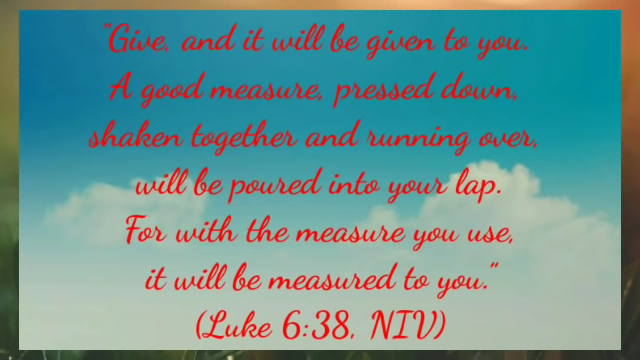 "Give, and it will be given to you.
A good measure, pressed down,
shaken together and running over,
will be poured into your lap.
For with the measure you use,
it will be measured to you."
(Luke 6:38, NIV)